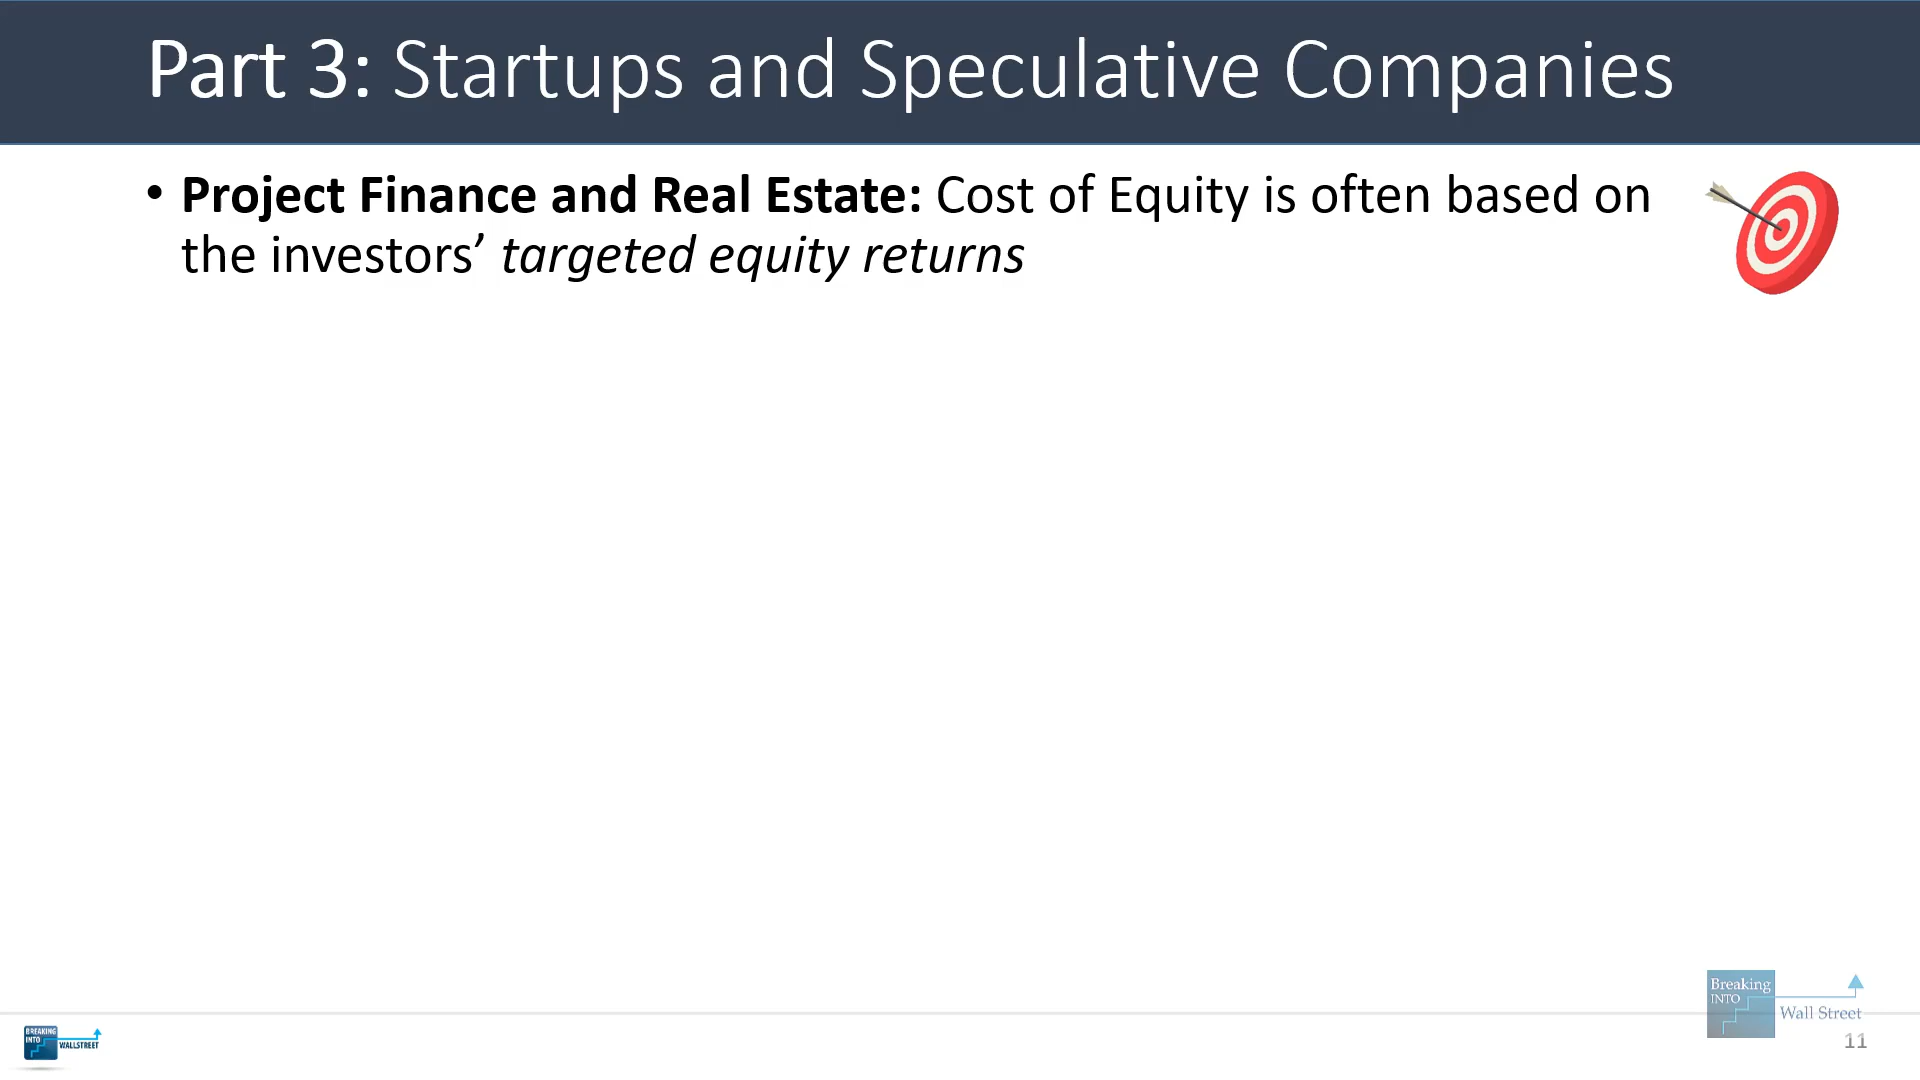 Part 3: Startups and Speculative Companies
• Project Finance and Real Estate: Cost of Equity is often based on
the investors’ targeted equity returns
Breaking
INTO
Wall Street
BREAKING
INTO
WALLSTREET
11